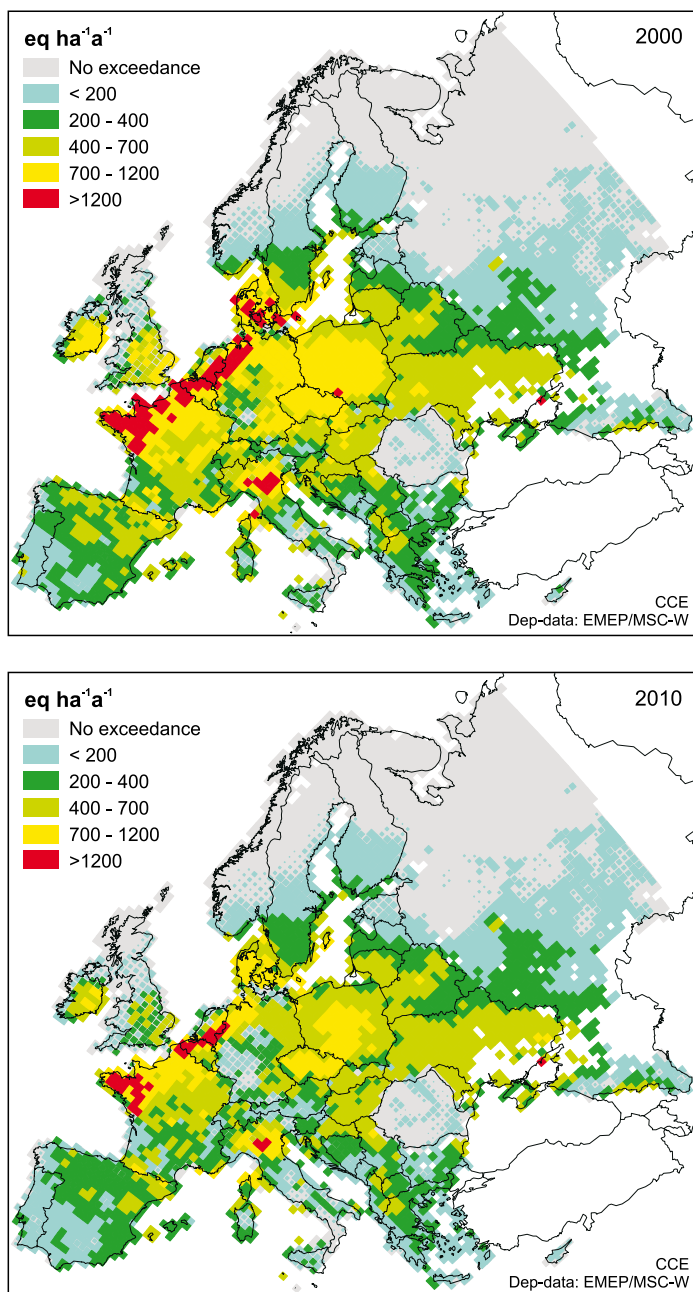 eq ha⁻¹a⁻¹
2000
No exceedance
< 200
200 - 400
400 - 700
700 - 1200
>1200
CCE
Dep-data: EMEP/MSC-W
eq ha⁻¹a⁻¹
2010
No exceedance
< 200
200 - 400
400 - 700
700 - 1200
>1200
CCE
Dep-data: EMEP/MSC-W